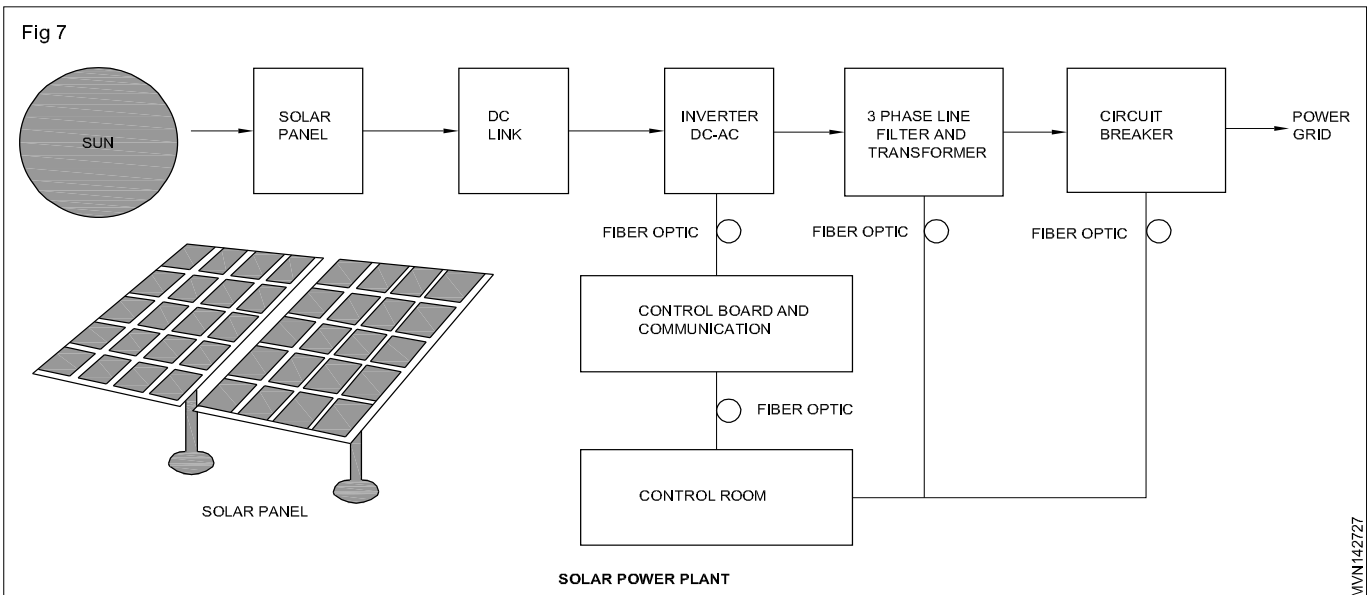 Fig 7
SUN
SOLAR
PANEL
DC
LINK
INVERTER
DC-AC
3 PHASE LINE
FILTER AND
TRANSFORMER
CIRCUIT
BREAKER
POWER
GRID
FIBER OPTIC
FIBER OPTIC
FIBER OPTIC
CONTROL BOARD AND
COMMUNICATION
FIBER OPTIC
CONTROL ROOM
SOLAR PANEL
SOLAR POWER PLANT
MVN142727